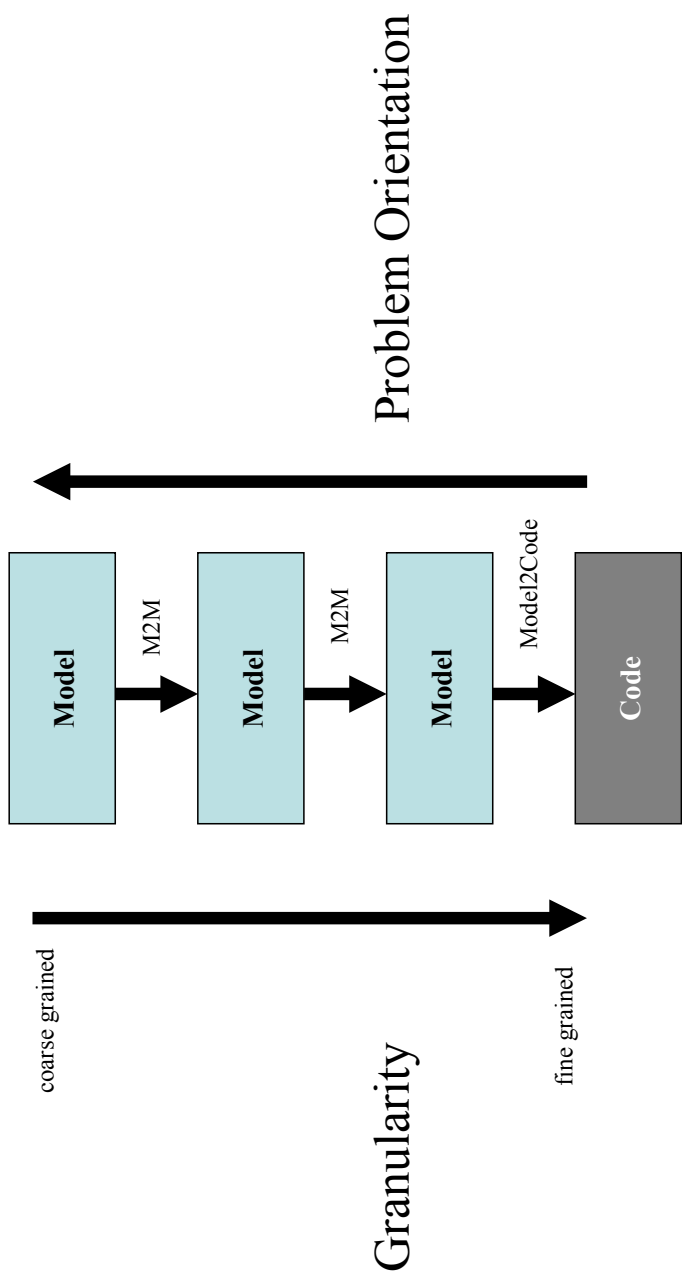 coarse grained
Granularity
fine grained
Model
M2M
Model
M2M
Model
Model2Code
Code
Problem Orientation